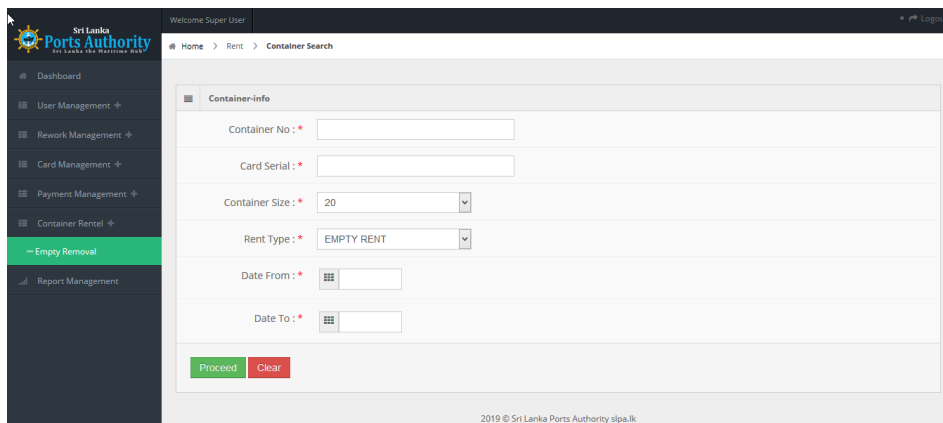 Sri Lanka
Ports Authority
Sri Lanka the Maritime Hub
Welcome Super User
Home > Rent > Container Search
Dashboard
User Management +
Rework Management +
Card Management +
Payment Management +
Container Rentel +
Empty Removal
Report Management
Container-info
Container No : *
Card Serial : *
Container Size : * 20
Rent Type : * EMPTY RENT
Date From : *
Date To : *
Proceed Clear
2019 © Sri Lanka Ports Authority slpa.lk